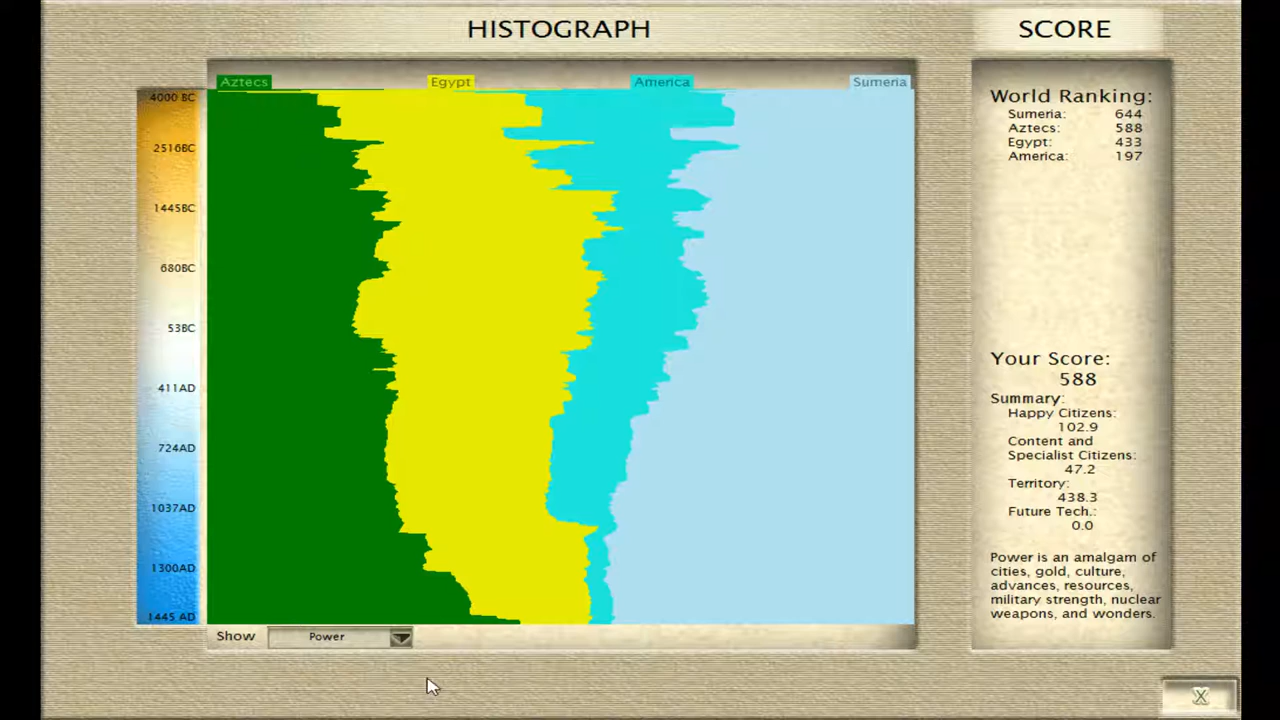 HISTOGRAPH
SCORE
Aztecs Egypt America Sumeria
4000 BC
2516BC
1445BC
680BC
53BC
411AD
724AD
1037AD
1300AD
1445 AD
Show Power
World Ranking:
Sumeria: 644
Aztecs: 588
Egypt: 433
America: 197
Your Score:
588
Summary:
Happy Citizens:
102.9
Content and
Specialist Citizens:
47.2
Territory:
438.3
Future Tech.:
0.0
Power is an amalgam of
cities, gold, culture,
advances, resources,
military strength, nuclear
weapons, and wonders.
X